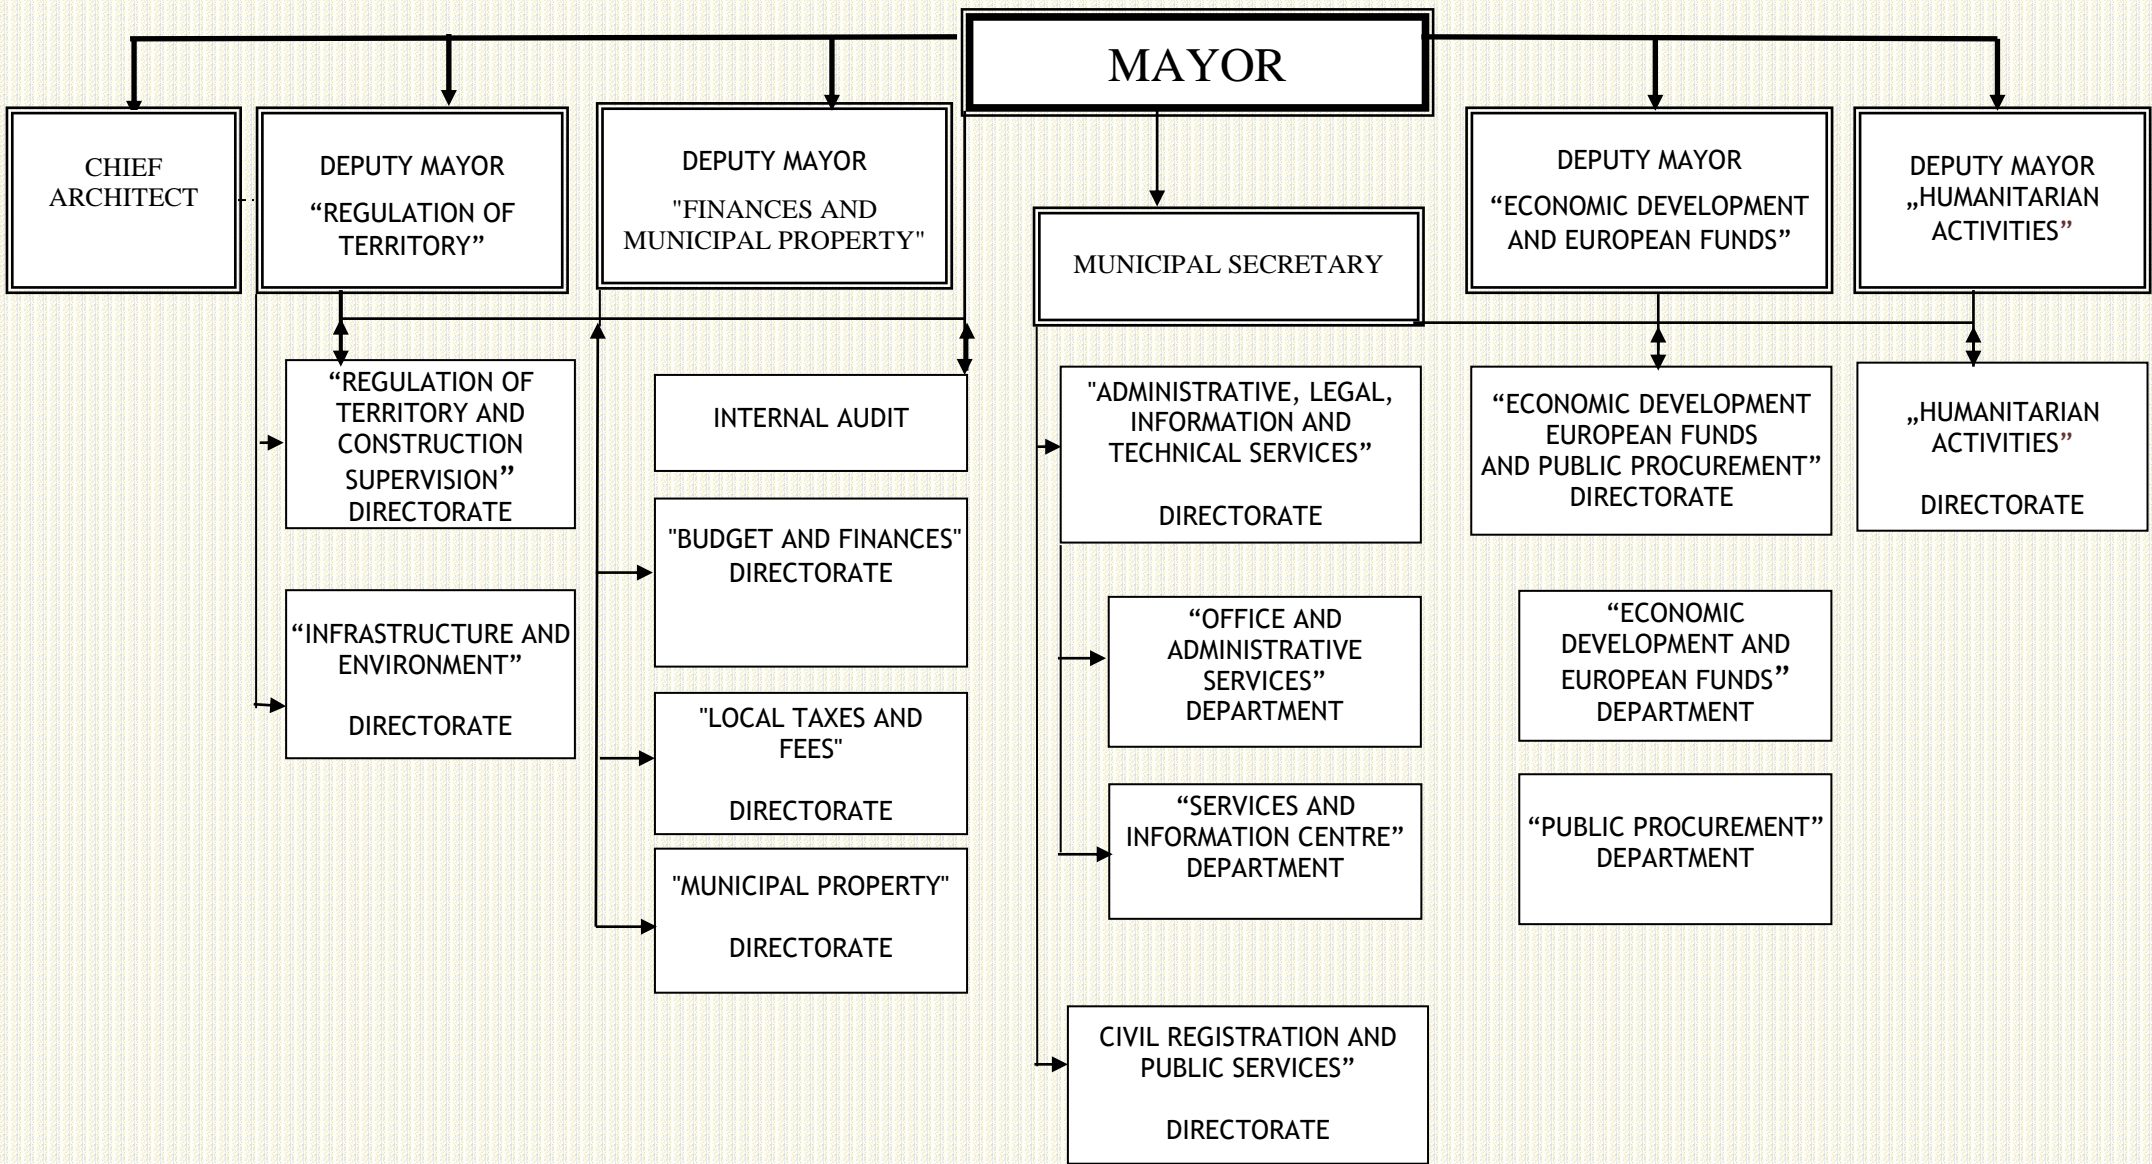 MAYOR
CHIEF
ARCHITECT
DEPUTY MAYOR
“REGULATION OF
TERRITORY”
DEPUTY MAYOR
"FINANCES AND
MUNICIPAL PROPERTY"
MUNICIPAL SECRETARY
DEPUTY MAYOR
“ECONOMIC DEVELOPMENT
AND EUROPEAN FUNDS”
DEPUTY MAYOR
„HUMANITARIAN
ACTIVITIES”
“REGULATION OF
TERRITORY AND
CONSTRUCTION
SUPERVISION”
DIRECTORATE
“INFRASTRUCTURE AND
ENVIRONMENT”
DIRECTORATE
INTERNAL AUDIT
"BUDGET AND FINANCES"
DIRECTORATE
"LOCAL TAXES AND
FEES"
DIRECTORATE
"MUNICIPAL PROPERTY"
DIRECTORATE
"ADMINISTRATIVE, LEGAL,
INFORMATION AND
TECHNICAL SERVICES”
DIRECTORATE
“OFFICE AND
ADMINISTRATIVE
SERVICES”
DEPARTMENT
“SERVICES AND
INFORMATION CENTRE”
DEPARTMENT
CIVIL REGISTRATION AND
PUBLIC SERVICES”
DIRECTORATE
“ECONOMIC DEVELOPMENT
EUROPEAN FUNDS
AND PUBLIC PROCUREMENT”
DIRECTORATE
“ECONOMIC
DEVELOPMENT AND
EUROPEAN FUNDS”
DEPARTMENT
“PUBLIC PROCUREMENT”
DEPARTMENT
„HUMANITARIAN
ACTIVITIES”
DIRECTORATE